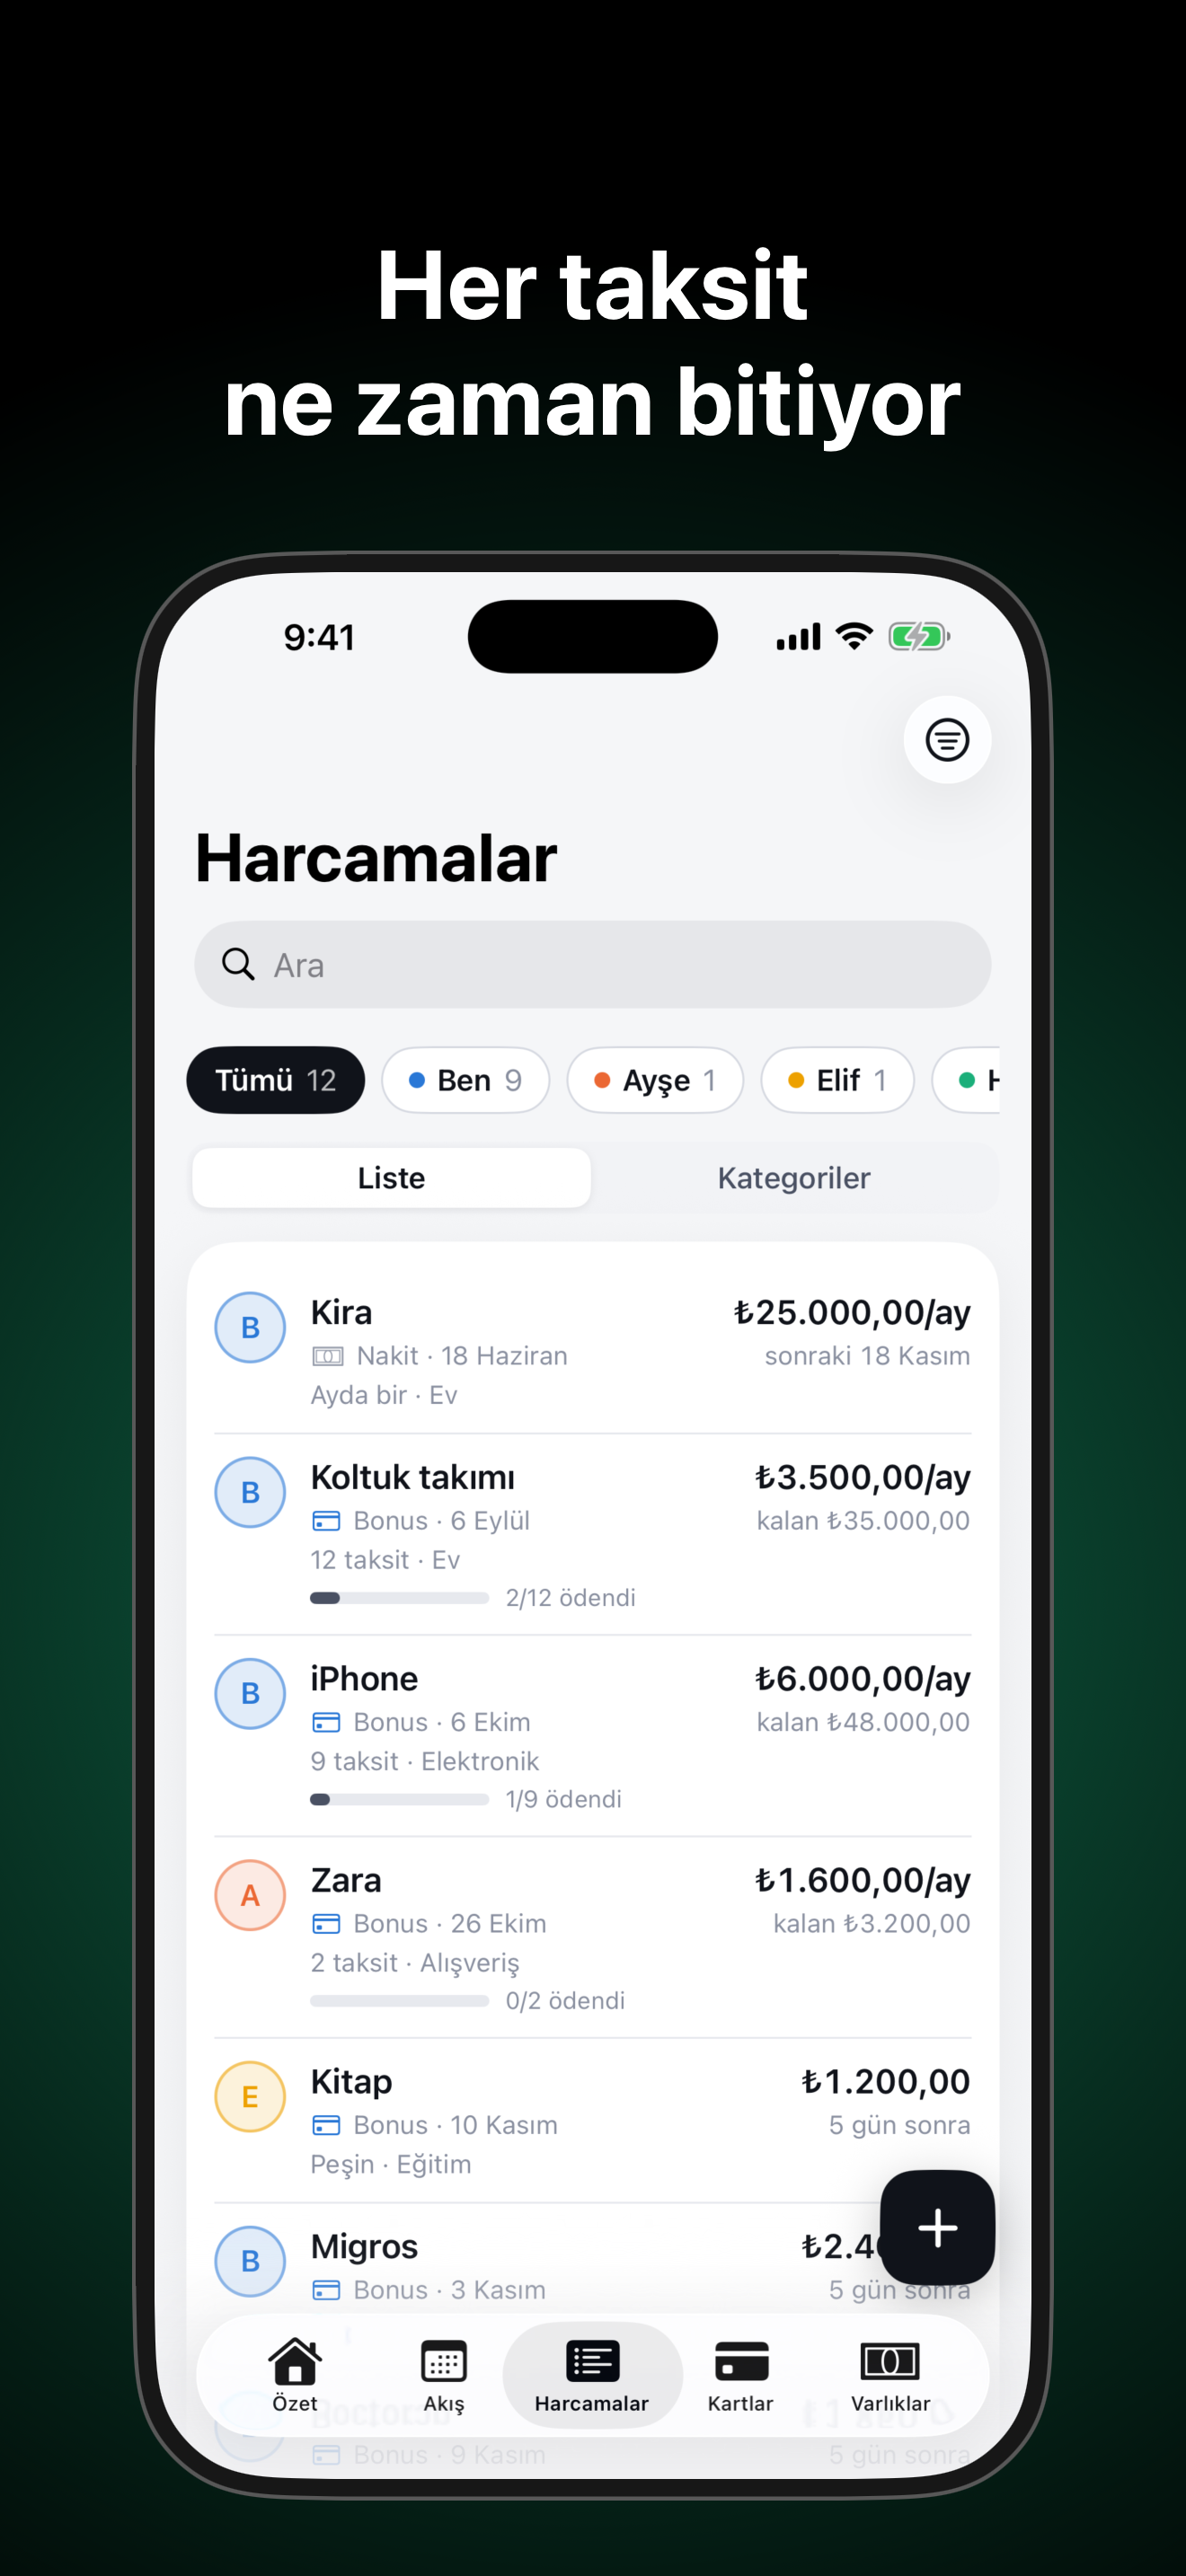 Her taksit
ne zaman bitiyor
9:41
Harcamalar
Ara
Tümü 12
Ben 9
Ayşe 1
Elif 1
Liste
Kategoriler
B
Kira
₺25.000,00/ay
Nakit · 18 Haziran
sonraki 18 Kasım
Ayda bir · Ev
B
Koltuk takımı
₺3.500,00/ay
Bonus · 6 Eylül
kalan ₺35.000,00
12 taksit · Ev
2/12 ödendi
B
iPhone
₺6.000,00/ay
Bonus · 6 Ekim
kalan ₺48.000,00
9 taksit · Elektronik
1/9 ödendi
A
Zara
₺1.600,00/ay
Bonus · 26 Ekim
kalan ₺3.200,00
2 taksit · Alışveriş
0/2 ödendi
E
Kitap
₺1.200,00
Bonus · 10 Kasım
5 gün sonra
Peşin · Eğitim
B
Migros
Bonus · 3 Kasım
5 gün sonra
Özet
Akış
Harcamalar
Kartlar
Varlıklar
Bonus · 9 Kasım
5 gün sonra